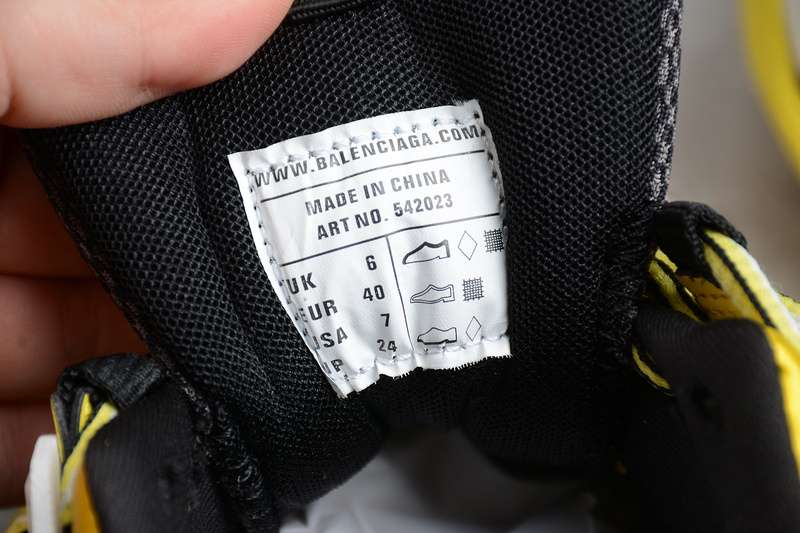 WWW.BALENCIAGA.COM
MADE IN CHINA
ART NO. 542023
UK 6
EUR 40
USA 7
24